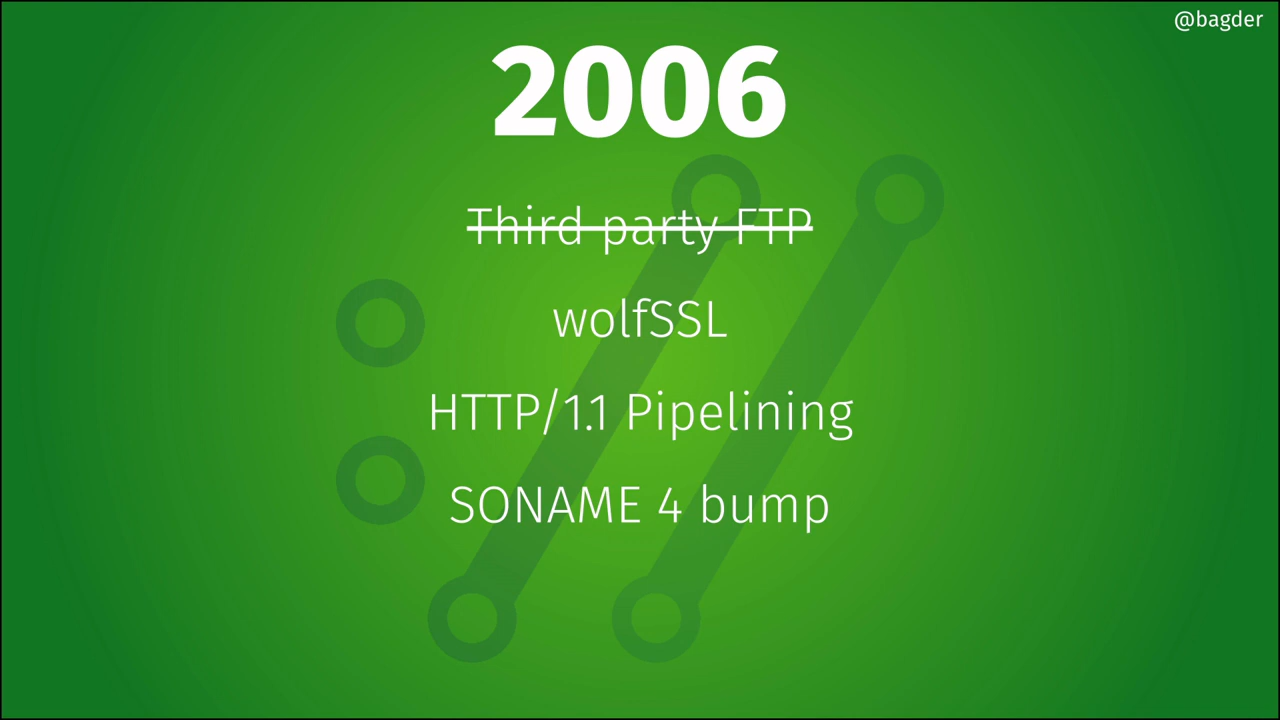 @bagder
2006
Third party FTP
wolfSSL
HTTP/1.1 Pipelining
SONAME 4 bump